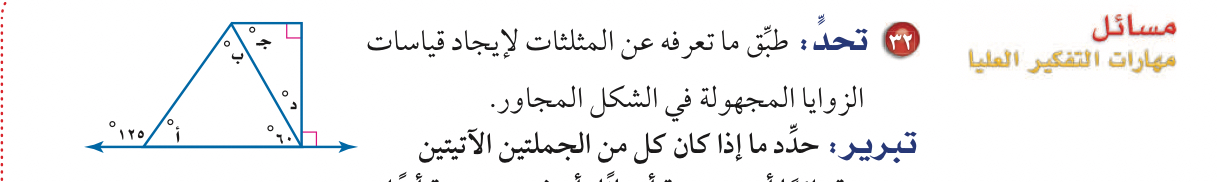 مسائل
مهارات التفكير العليا
٣٢ تحدٍّ: طبِّق ما تعرفه عن المثلثات لإيجاد قياسات
الزوايا المجهولة في الشكل المجاور.
جـ°
ب°
د°
١٢٥°
أ°
٦٠°
تبرير: حدِّد ما إذا كان كل من الجملتين الآتيتين